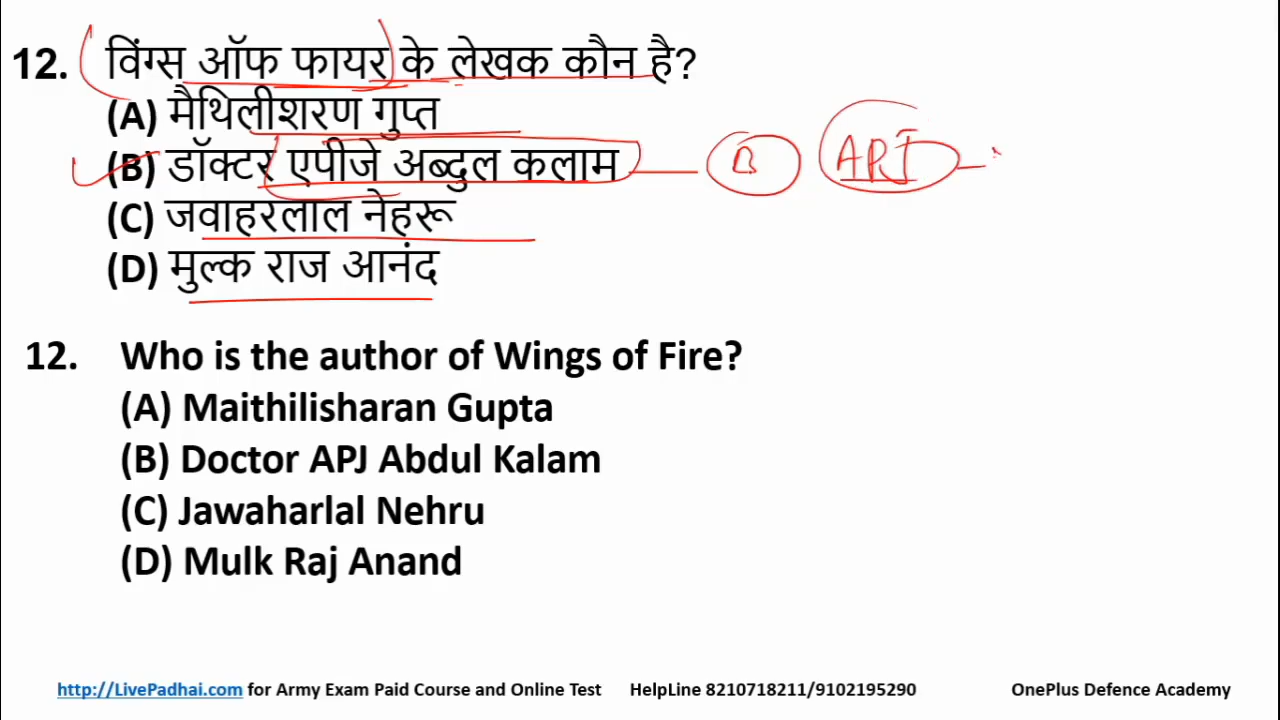 12. विंग्स ऑफ फायर के लेखक कौन है?
(A) मैथिलीशरण गुप्त
(B) डॉक्टर एपीजे अब्दुल कलाम B APJ
(C) जवाहरलाल नेहरू
(D) मुल्क राज आनंद
12. Who is the author of Wings of Fire?
(A) Maithilisharan Gupta
(B) Doctor APJ Abdul Kalam
(C) Jawaharlal Nehru
(D) Mulk Raj Anand
http://LivePadhai.com for Army Exam Paid Course and Online Test HelpLine 8210718211/9102195290 OnePlus Defence Academy